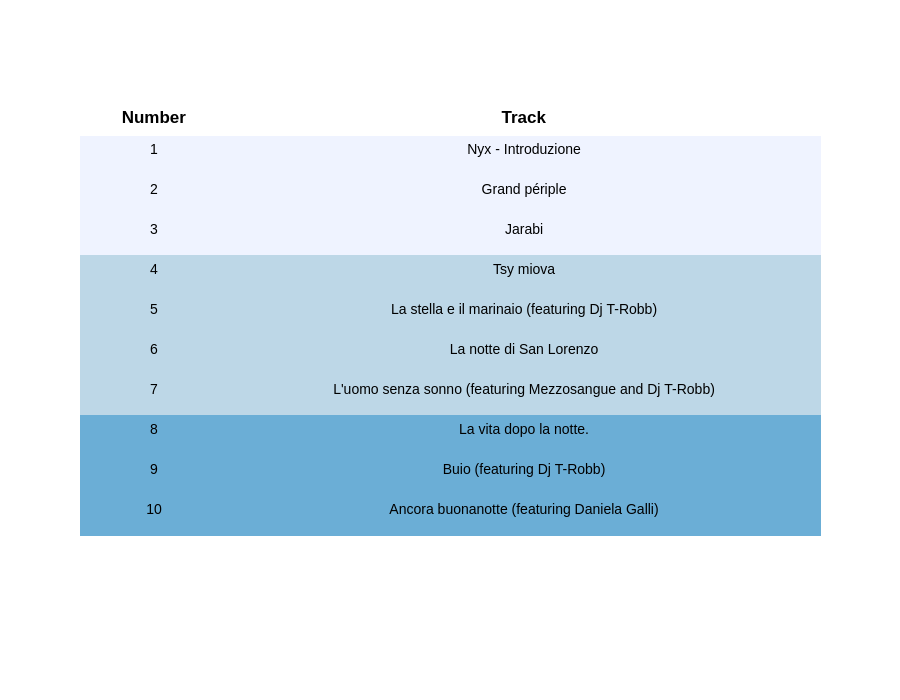 Number Track
1 Nyx - Introduzione
2 Grand périple
3 Jarabi
4 Tsy miova
5 La stella e il marinaio (featuring Dj T-Robb)
6 La notte di San Lorenzo
7 L'uomo senza sonno (featuring Mezzosangue and Dj T-Robb)
8 La vita dopo la notte.
9 Buio (featuring Dj T-Robb)
10 Ancora buonanotte (featuring Daniela Galli)